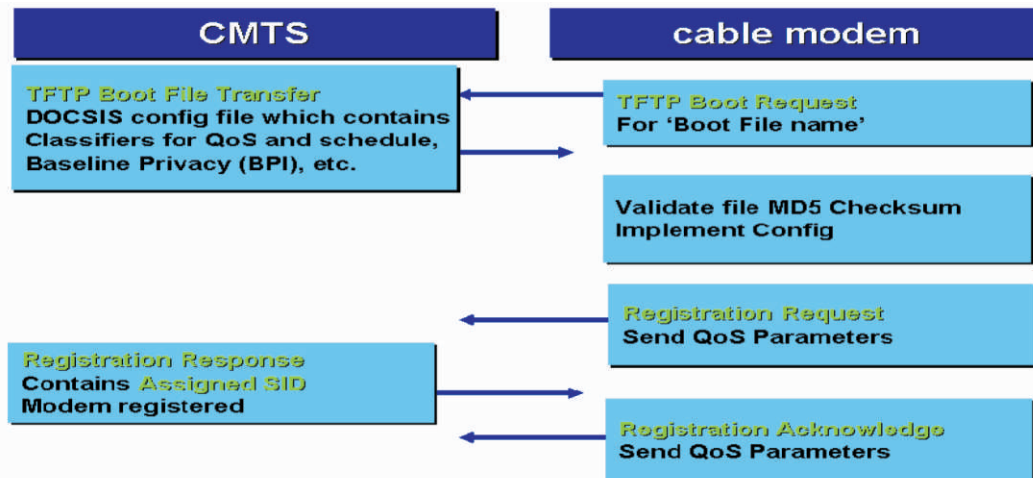 CMTS
cable modem
TFTP Boot File Transfer
DOCSIS config file which contains
Classifiers for QoS and schedule,
Baseline Privacy (BPI), etc.
TFTP Boot Request
For ‘Boot File name’
Validate file MD5 Checksum
Implement Config
Registration Request
Send QoS Parameters
Registration Response
Contains Assigned SID
Modem registered
Registration Acknowledge
Send QoS Parameters